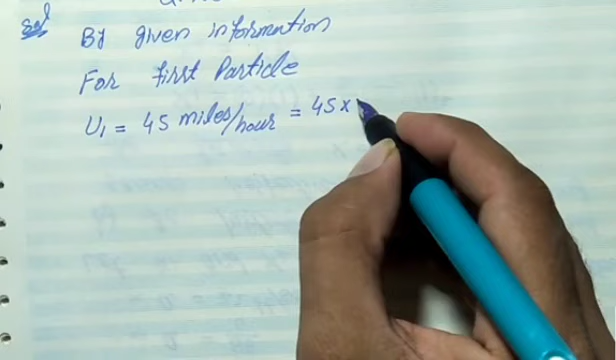 Sol
By given information
For first Particle
U₁ = 45 miles/hour = 45 ×